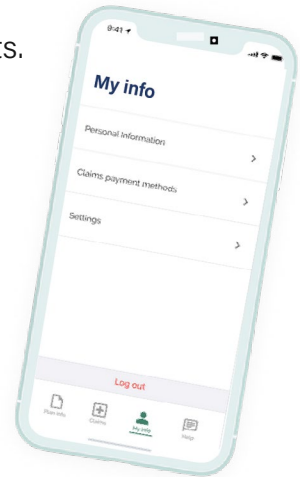 ts.
9:41
My info
Personal Information
Claims payment methods
Settings
Log out
Plan info
Claims
My info
Help